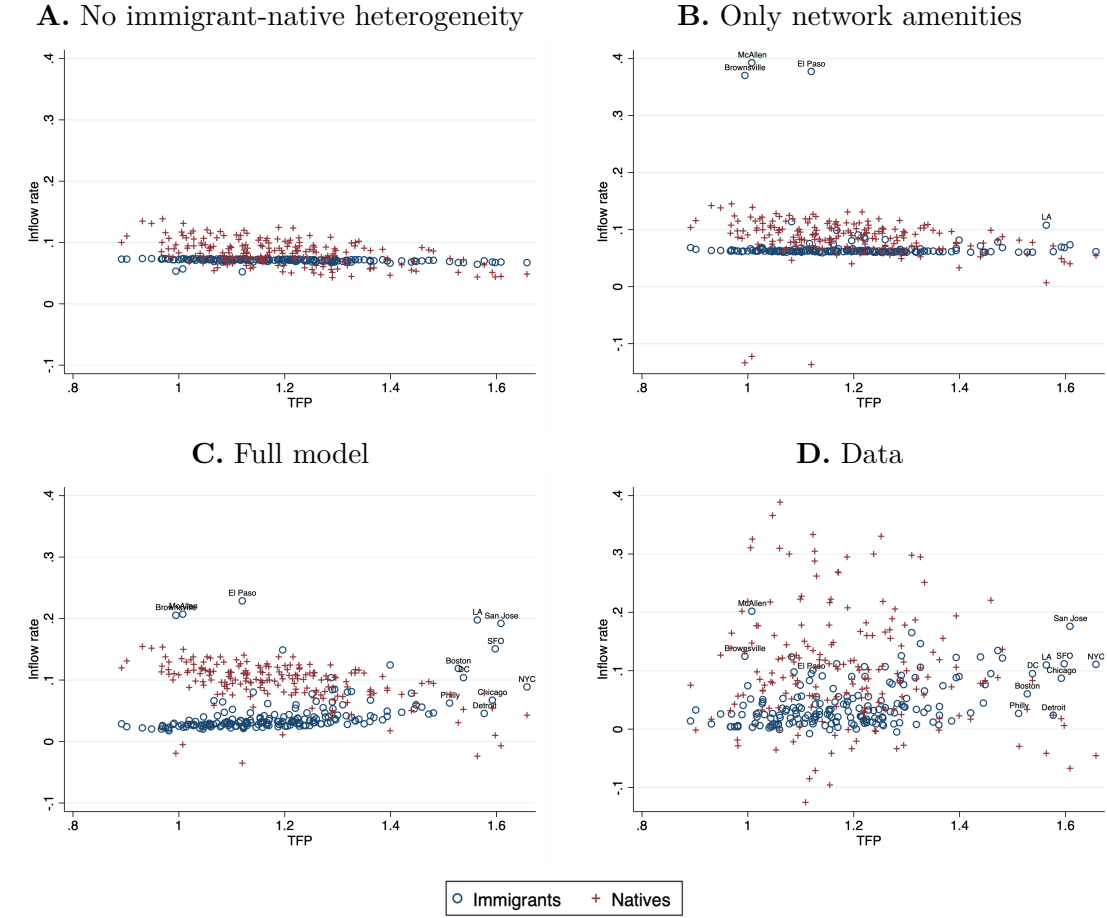 A. No immigrant-native heterogeneity
Inflow rate
.4
.3
.2
.1
0
-.1
.8
1
1.2
1.4
1.6
TFP
B. Only network amenities
Inflow rate
.4
.3
.2
.1
0
-.1
McAllen
Brownsville
El Paso
LA
.8
1
1.2
1.4
1.6
TFP
C. Full model
Inflow rate
.4
.3
.2
.1
0
-.1
Brownsville
McAllen
El Paso
LA
San Jose
SFO
Boston
DC
NYC
Philly
Chicago
Detroit
.8
1
1.2
1.4
1.6
TFP
D. Data
Inflow rate
.4
.3
.2
.1
0
-.1
McAllen
San Jose
Brownsville
El Paso
DC
LA
SFO
NYC
Chicago
Boston
Philly
Detroit
.8
1
1.2
1.4
1.6
TFP
Immigrants
Natives